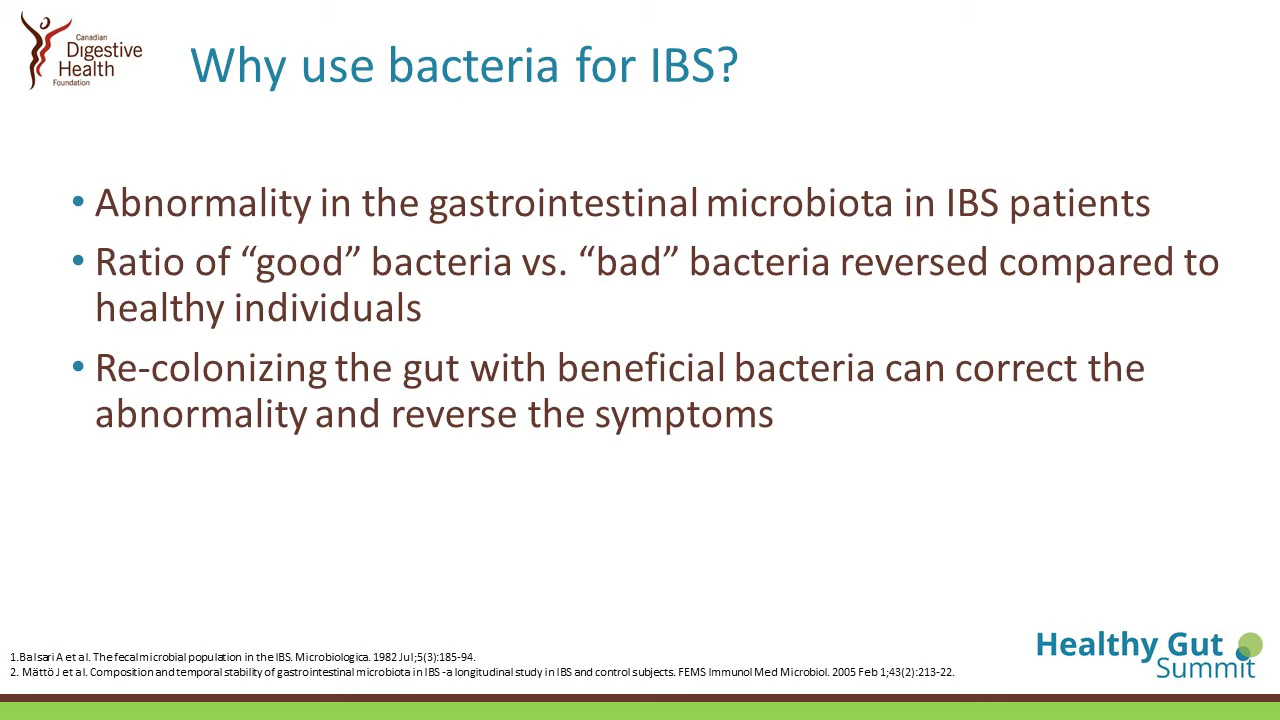 Canadian
Digestive
Health
Foundation
Why use bacteria for IBS?
• Abnormality in the gastrointestinal microbiota in IBS patients
• Ratio of “good” bacteria vs. “bad” bacteria reversed compared to
healthy individuals
• Re-colonizing the gut with beneficial bacteria can correct the
abnormality and reverse the symptoms
1.Balsari A et al. The fecal microbial population in the IBS. Microbiologica. 1982 Jul;5(3):185-94.
2. Mättö J et al. Composition and temporal stability of gastrointestinal microbiota in IBS -a longitudinal study in IBS and control subjects. FEMS Immunol Med Microbiol. 2005 Feb 1;43(2):213-22.
Healthy Gut
Summit